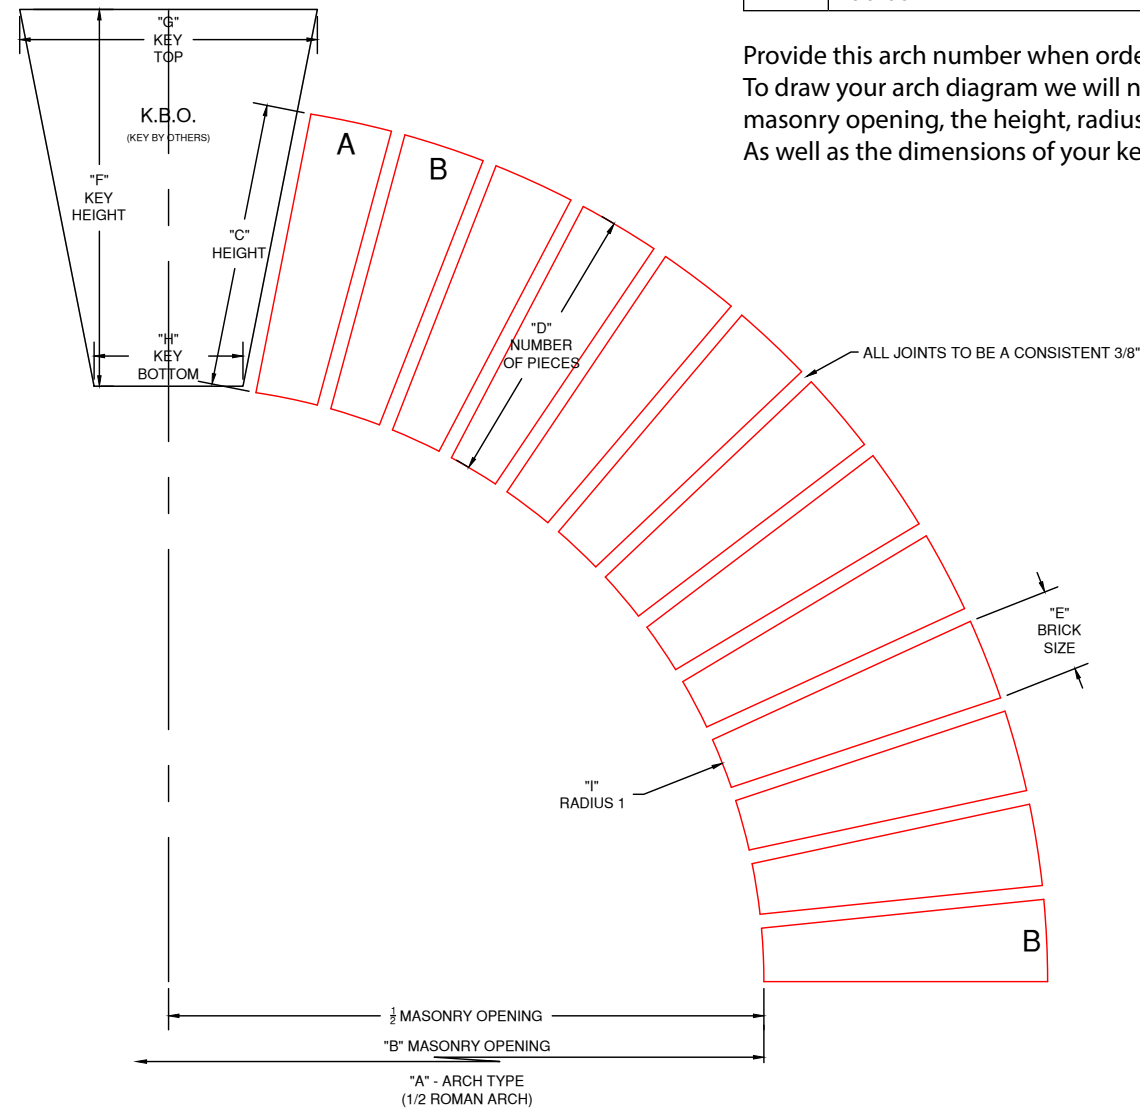 "G"
KEY
TOP
K.B.O.
(KEY BY OTHERS)
"F"
KEY
HEIGHT
"C"
HEIGHT
"H"
KEY
BOTTOM
A
B
Provide this arch number when orde
To draw your arch diagram we will n
masonry opening, the height, radius
As well as the dimensions of your ke
"D"
NUMBER
OF PIECES
ALL JOINTS TO BE A CONSISTENT 3/8"
"E"
BRICK
SIZE
"I"
RADIUS 1
B
½ MASONRY OPENING
"B" MASONRY OPENING
"A" - ARCH TYPE
(1/2 ROMAN ARCH)